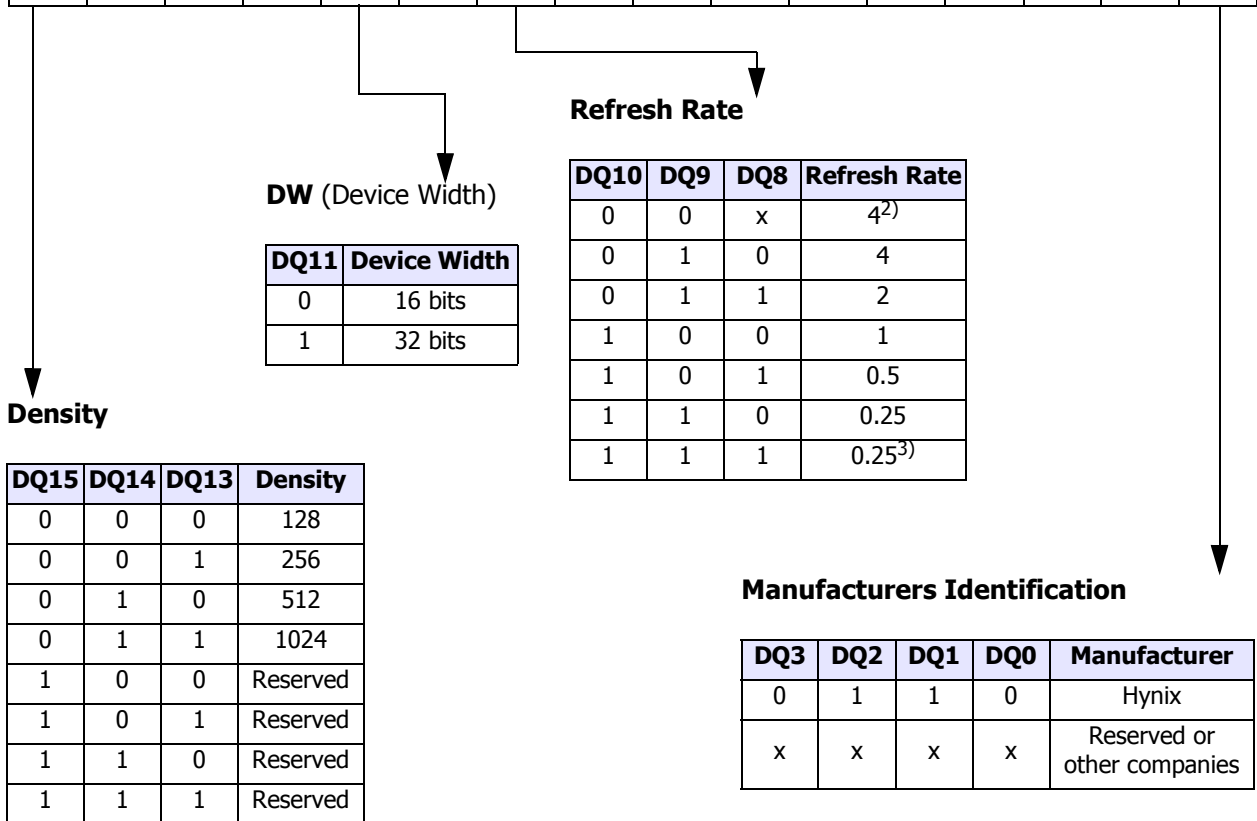 Refresh Rate
DQ10 DQ9 DQ8 Refresh Rate
0 0 x 42)
0 1 0 4
0 1 1 2
1 0 0 1
1 0 1 0.5
1 1 0 0.25
1 1 1 0.253)
DW (Device Width)
DQ11 Device Width
0 16 bits
1 32 bits
Density
DQ15 DQ14 DQ13 Density
0 0 0 128
0 0 1 256
0 1 0 512
0 1 1 1024
1 0 0 Reserved
1 0 1 Reserved
1 1 0 Reserved
1 1 1 Reserved
Manufacturers Identification
DQ3 DQ2 DQ1 DQ0 Manufacturer
0 1 1 0 Hynix
x x x x Reserved or
other companies